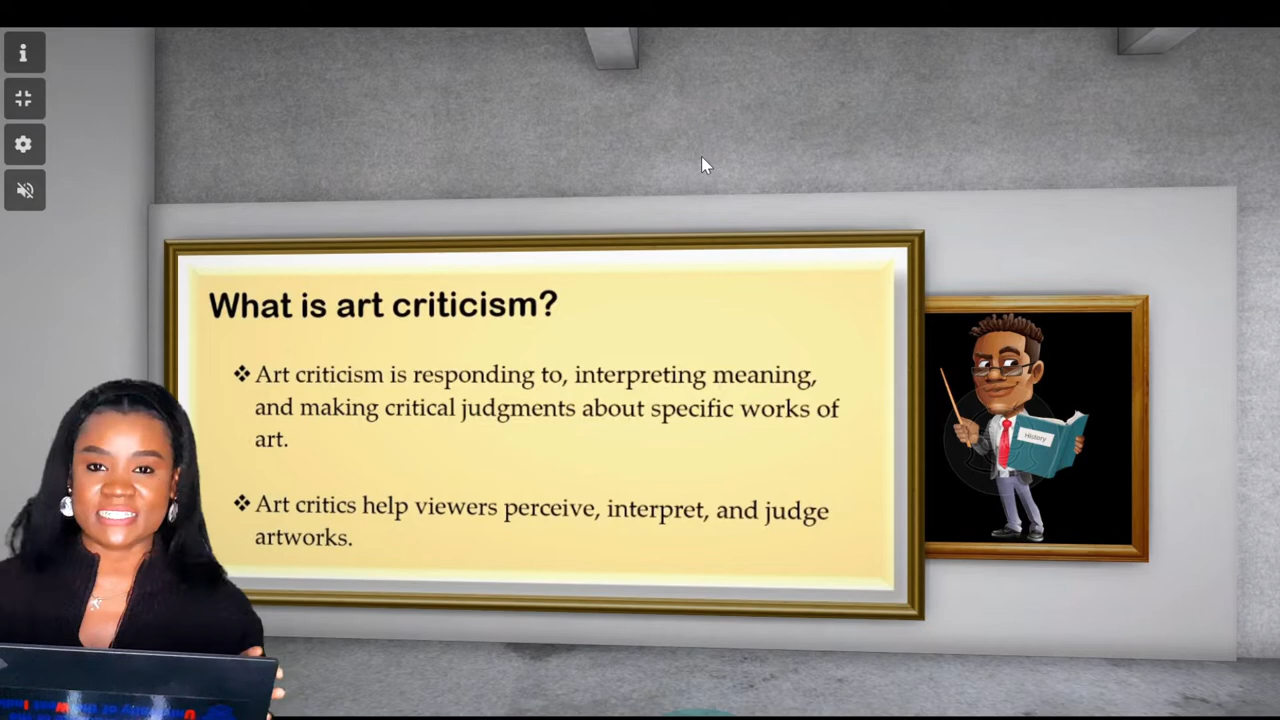 What is art criticism?
❖ Art criticism is responding to, interpreting meaning,
and making critical judgments about specific works of
art.
❖ Art critics help viewers perceive, interpret, and judge
artworks.
History